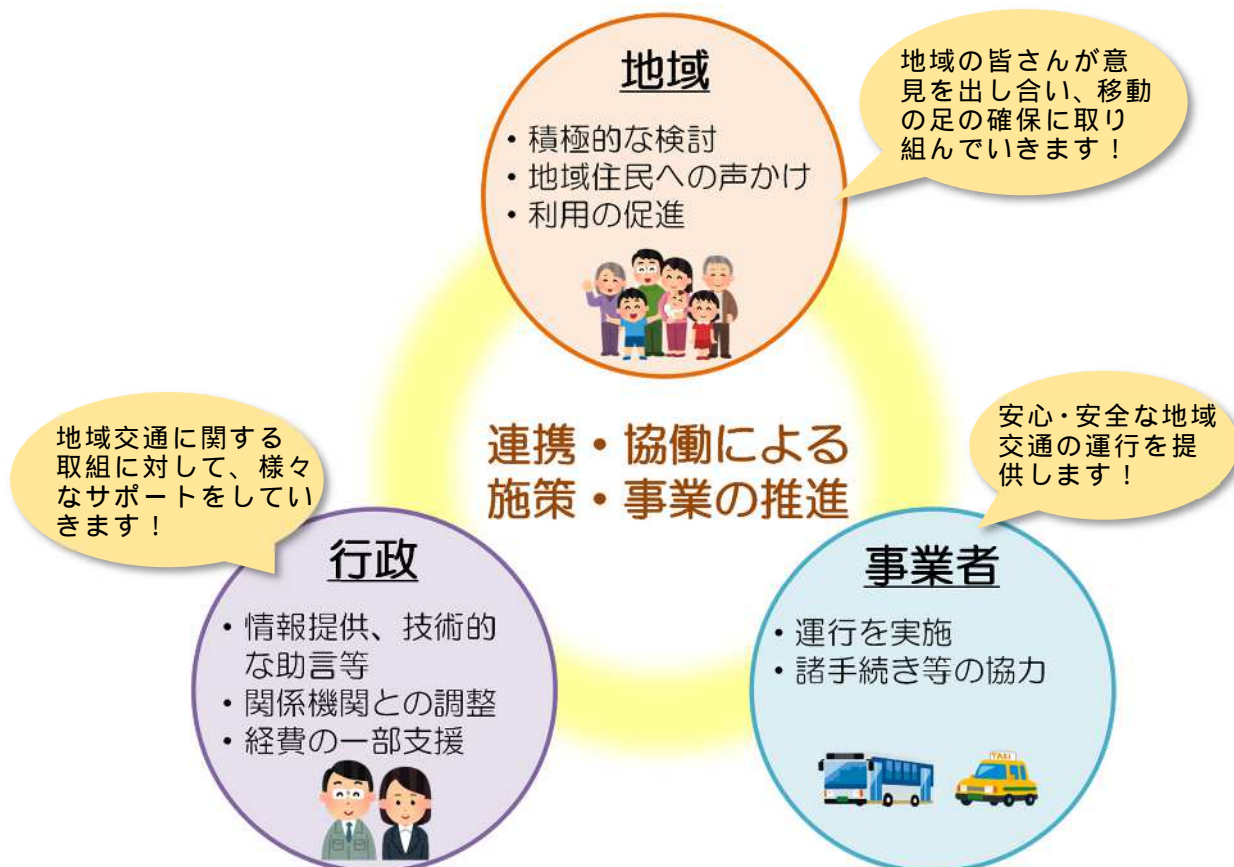 地域
・積極的な検討
・地域住民への声かけ
・利用の促進
地域の皆さんが意
見を出し合い、移動
の足の確保に取り
組んでいきます！
連携・協働による
施策・事業の推進
地域交通に関する
取組に対して、様々
なサポートをしてい
きます！
行政
・情報提供、技術的
な助言等
・関係機関との調整
・経費の一部支援
安心・安全な地域
交通の運行を提
供します！
事業者
・運行を実施
・諸手続き等の協力
TAXI